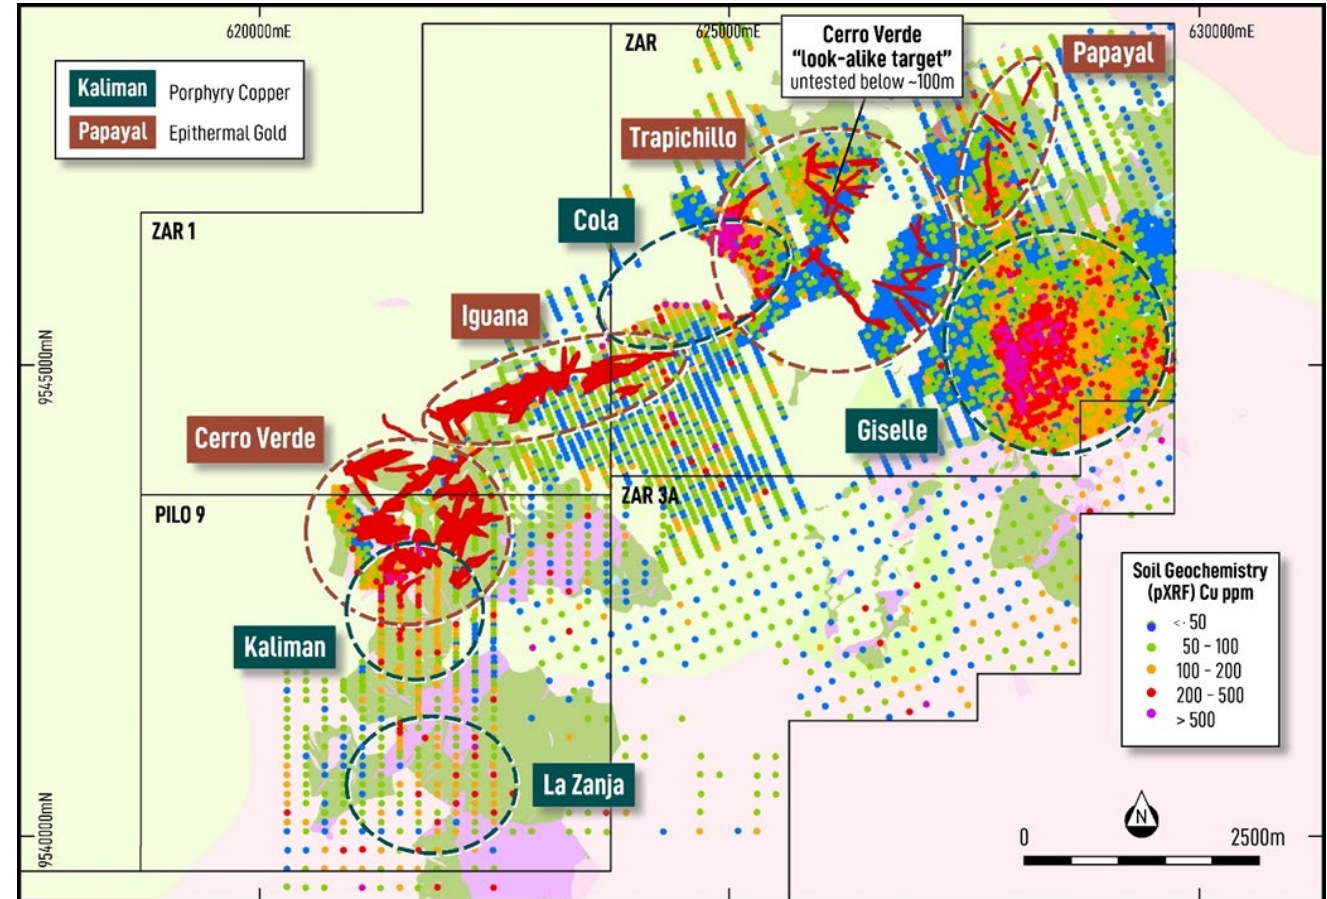 620000mE
625000mE
630000mE
ZAR
Cerro Verde
“look-alike target”
untested below ~100m
Papayal
Kaliman
Porphyry Copper
Papayal
Epithermal Gold
Trapichillo
Cola
ZAR 1
Iguana
9545000mN
Cerro Verde
Giselle
PILO 9
ZAR 3A
Soil Geochemistry
(pXRF) Cu ppm
< 50
50 – 100
100 – 200
200 – 500
> 500
Kaliman
La Zanja
9540000mN
N
0
2500m